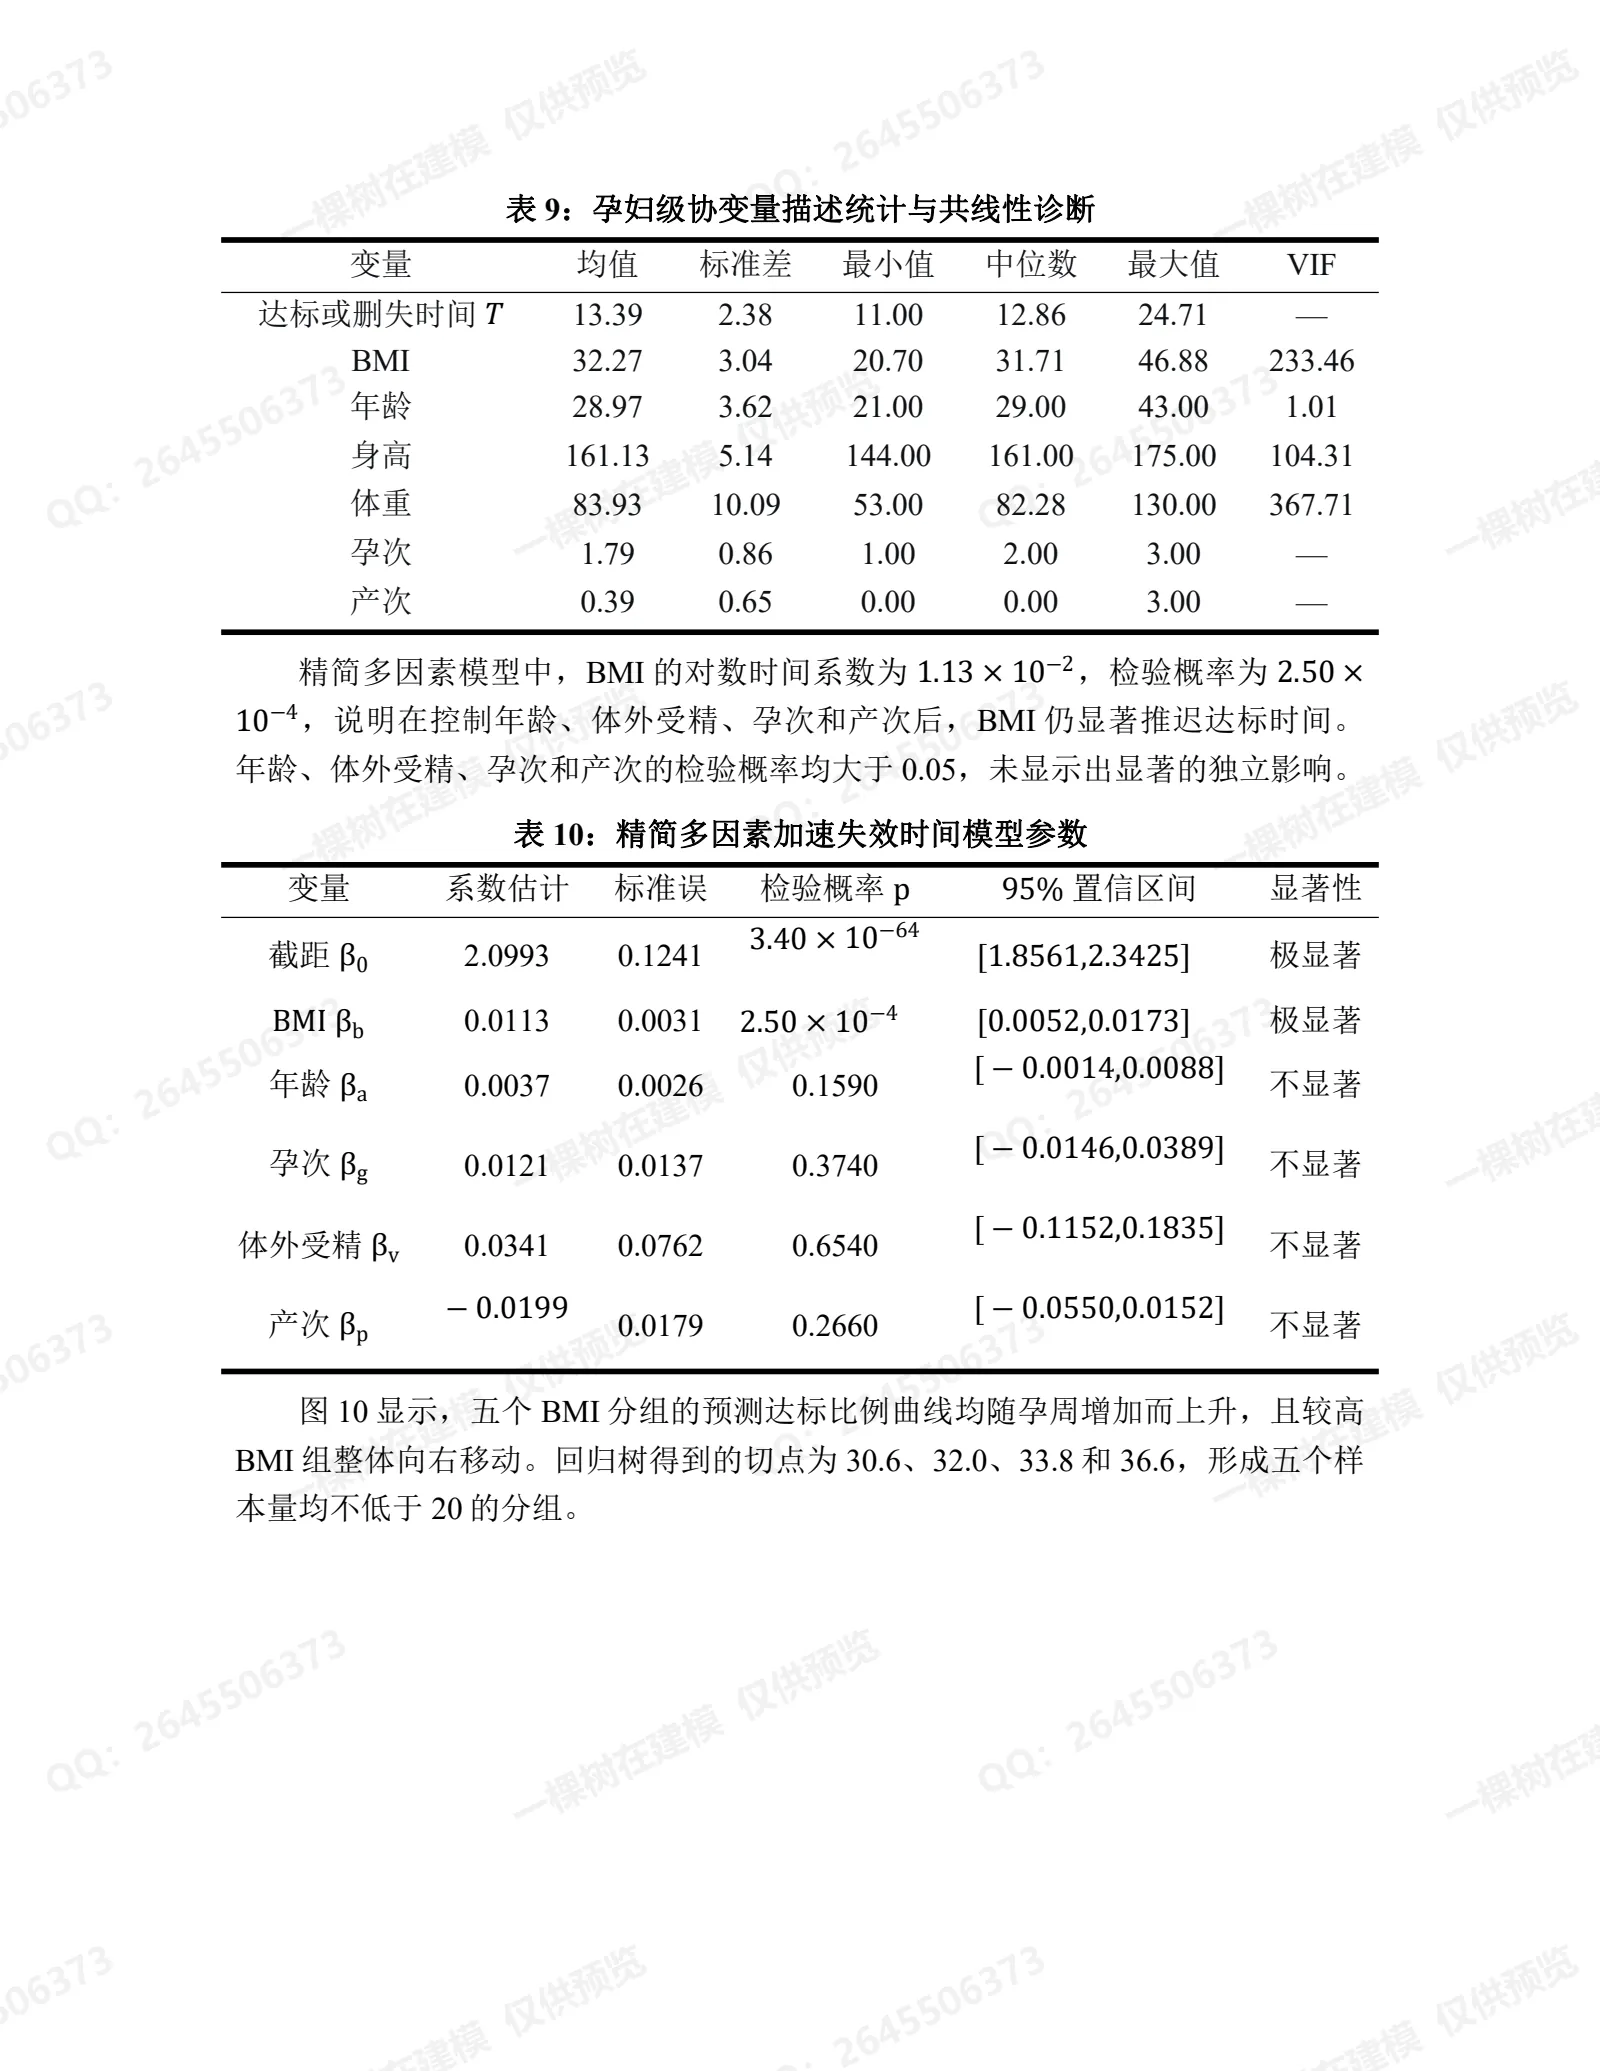 表 9：孕妇级协变量描述统计与共线性诊断
变量 均值 标准差 最小值 中位数 最大值 VIF
达标或删失时间 T 13.39 2.38 11.00 12.86 24.71 —
BMI 32.27 3.04 20.70 31.71 46.88 233.46
年龄 28.97 3.62 21.00 29.00 43.00 1.01
身高 161.13 5.14 144.00 161.00 175.00 104.31
体重 83.93 10.09 53.00 82.28 130.00 367.71
孕次 1.79 0.86 1.00 2.00 3.00 —
产次 0.39 0.65 0.00 0.00 3.00 —
精简多因素模型中，BMI 的对数时间系数为 1.13 × 10⁻²，检验概率为 2.50 ×
10⁻⁴，说明在控制年龄、体外受精、孕次和产次后，BMI 仍显著推迟达标时间。
年龄、体外受精、孕次和产次的检验概率均大于 0.05，未显示出显著的独立影响。
表 10：精简多因素加速失效时间模型参数
变量 系数估计 标准误 检验概率 p 95% 置信区间 显著性
截距 β₀ 2.0993 0.1241 3.40 × 10⁻⁶⁴ [1.8561,2.3425] 极显著
BMI β_b 0.0113 0.0031 2.50 × 10⁻⁴ [0.0052,0.0173] 极显著
年龄 βₐ 0.0037 0.0026 0.1590 [ − 0.0014,0.0088] 不显著
孕次 β_g 0.0121 0.0137 0.3740 [ − 0.0146,0.0389] 不显著
体外受精 βᵥ 0.0341 0.0762 0.6540 [ − 0.1152,0.1835] 不显著
产次 βₚ − 0.0199 0.0179 0.2660 [ − 0.0550,0.0152] 不显著
图 10 显示，五个 BMI 分组的预测达标比例曲线均随孕周增加而上升，且较高
BMI 组整体向右移动。回归树得到的切点为 30.6、32.0、33.8 和 36.6，形成五个样
本量均不低于 20 的分组。
一棵树在建模 仅供预览
QQ：2645506373